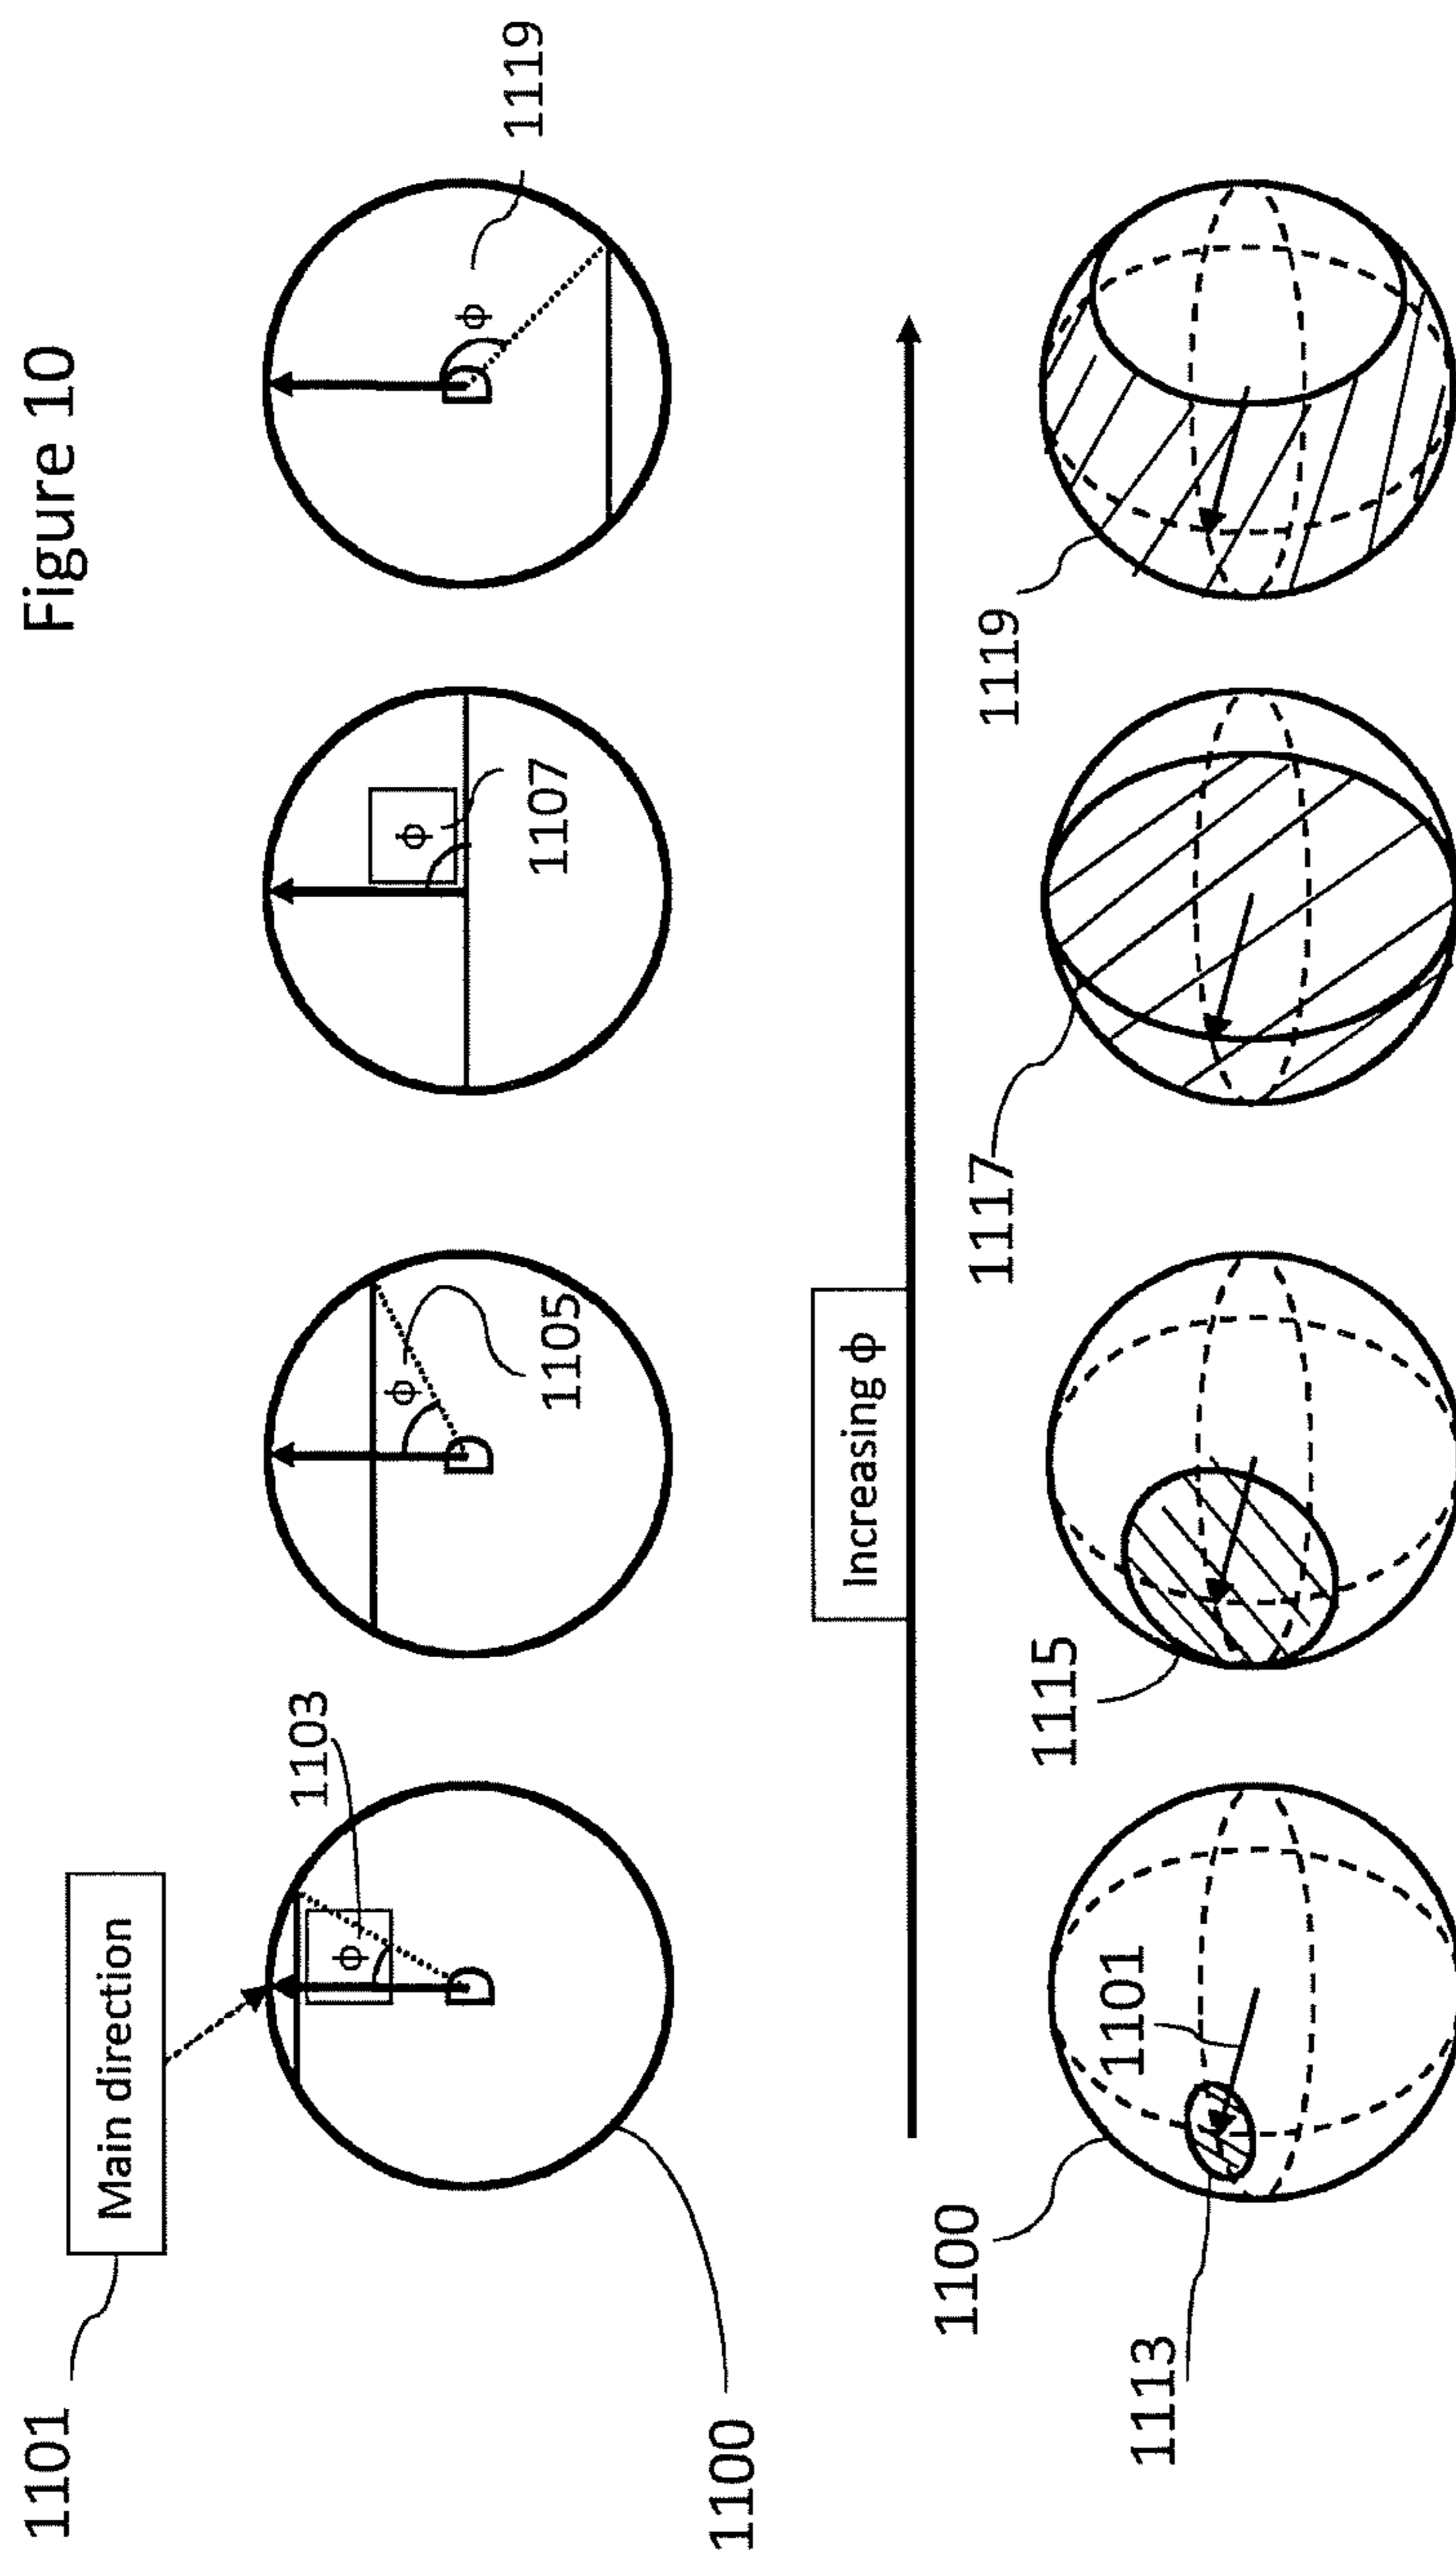 Figure 10
1101
Main direction
1103
ϕ
ϕ
ϕ
ϕ
1105
1107
1119
1100
Increasing ϕ
1100
1101
1113
1115
1117
1119